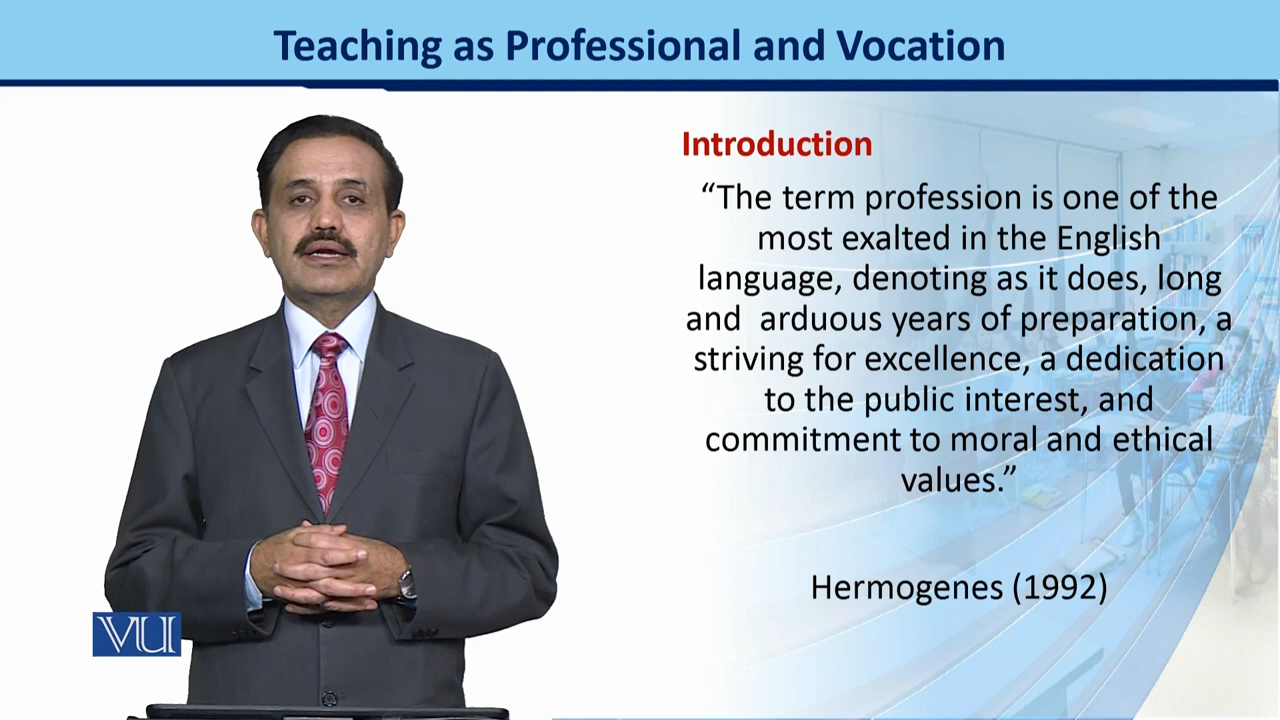 Teaching as Professional and Vocation
Introduction
“The term profession is one of the
most exalted in the English
language, denoting as it does, long
and  arduous years of preparation, a
striving for excellence, a dedication
to the public interest, and
commitment to moral and ethical
values.”
Hermogenes (1992)
VU